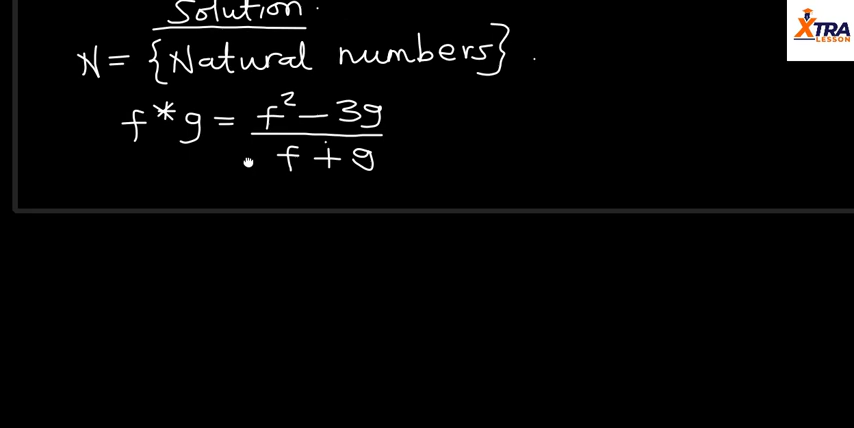 Solution.
N = {Natural numbers}.
f*g = f² - 3g
f + g
XTRA
LESSON